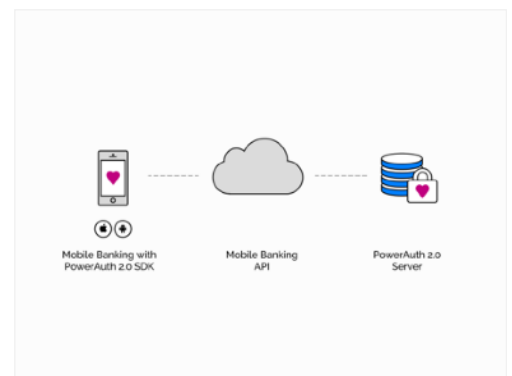 Mobile Banking with
PowerAuth 2.0 SDK
Mobile Banking
API
PowerAuth 2.0
Server